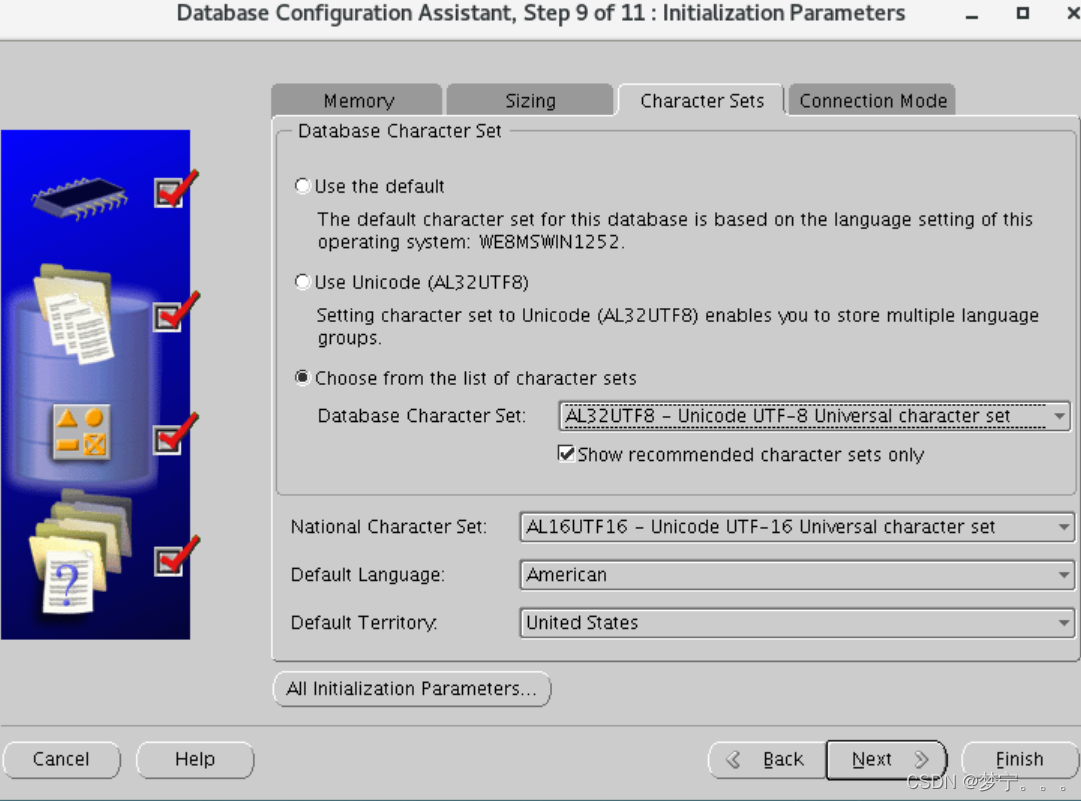 Database Configuration Assistant, Step 9 of 11 : Initialization Parameters
Memory
Sizing
Character Sets
Connection Mode
Database Character Set
Use the default
The default character set for this database is based on the language setting of this
operating system: WE8MSWIN1252.
Use Unicode (AL32UTF8)
Setting character set to Unicode (AL32UTF8) enables you to store multiple language
groups.
Choose from the list of character sets
Database Character Set:
AL32UTF8 - Unicode UTF-8 Universal character set
Show recommended character sets only
National Character Set:
AL16UTF16 - Unicode UTF-16 Universal character set
Default Language:
American
Default Territory:
United States
All Initialization Parameters...
Cancel
Help
Back
Next
Finish
CSDN @梦宁。。。